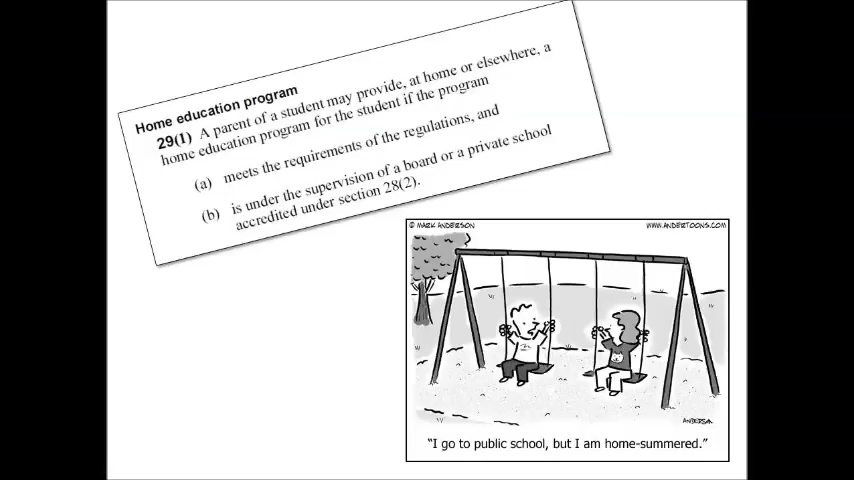 Home education program
29(1) A parent of a student may provide, at home or elsewhere, a
home education program for the student if the program
(a) meets the requirements of the regulations, and
(b) is under the supervision of a board or a private school
accredited under section 28(2).
© MARK ANDERSON
WWW.ANDERTOONS.COM
ANDERSON
“I go to public school, but I am home-summered.”